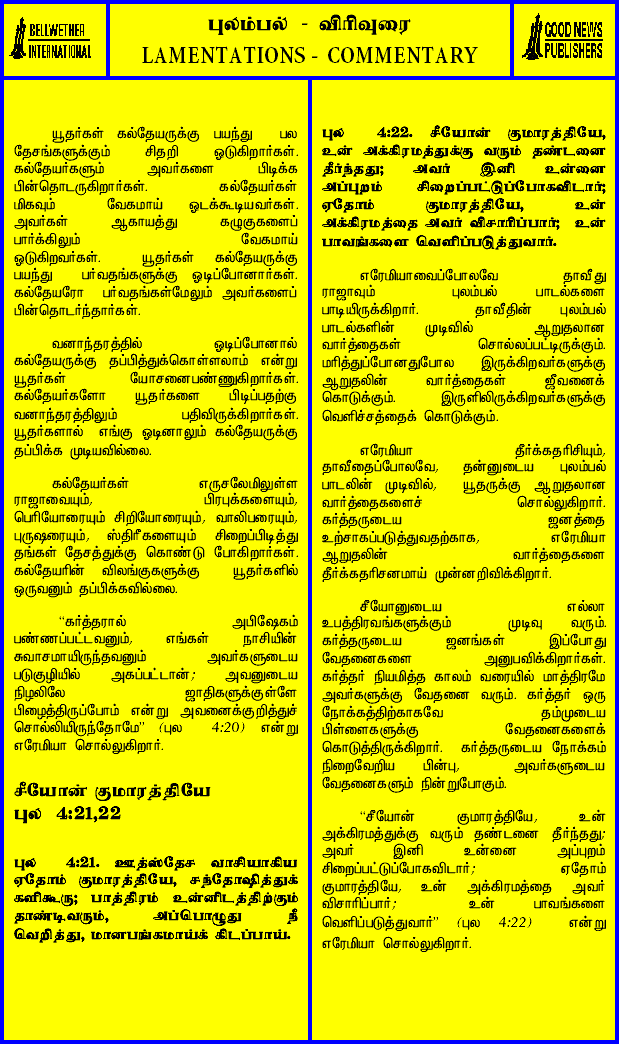 BELLWETHER
INTERNATIONAL
புலம்பல் - விரிவுரை
LAMENTATIONS - COMMENTARY
GOOD NEWS
PUBLISHERS
யூதர்கள் கல்தேயருக்கு பயந்து பல
தேசங்களுக்கும் சிதறி ஓடுகிறார்கள்.
கல்தேயர்களும் அவர்களை பிடிக்க
பின்தொடருகிறார்கள். கல்தேயர்கள்
மிகவும் வேகமாய் ஓடக்கூடியவர்கள்.
அவர்கள் ஆகாயத்து கழுகுகளைப்
பார்க்கிலும் வேகமாய்
ஓடுகிறவர்கள். யூதர்கள் கல்தேயருக்கு
பயந்து பர்வதங்களுக்கு ஓடிப்போனார்கள்.
கல்தேயரோ பர்வதங்கள்மேலும் அவர்களைப்
பின்தொடர்ந்தார்கள்.
வனாந்தரத்தில் ஓடிப்போனால்
கல்தேயருக்கு தப்பித்துக்கொள்ளலாம் என்று
யூதர்கள் யோசனைபண்ணுகிறார்கள்.
கல்தேயர்களோ யூதர்களை பிடிப்பதற்கு
வனாந்தரத்திலும் பதிவிருக்கிறார்கள்.
யூதர்களால் எங்கு ஓடினாலும் கல்தேயருக்கு
தப்பிக்க முடியவில்லை.
கல்தேயர்கள் எருசலேமிலுள்ள
ராஜாவையும், பிரபுக்களையும்,
பெரியோரையும் சிறியோரையும், வாலிபரையும்,
புருஷரையும், ஸ்திரீகளையும் சிறைப்பிடித்து
தங்கள் தேசத்துக்கு கொண்டு போகிறார்கள்.
கல்தேயரின் விலங்குகளுக்கு யூதர்களில்
ஒருவனும் தப்பிக்கவில்லை.
“கர்த்தரால் அபிஷேகம்
பண்ணப்பட்டவனும், எங்கள் நாசியின்
சுவாசமாயிருந்தவனும் அவர்களுடைய
படுகுழியில் அகப்பட்டான்; அவனுடைய
நிழலிலே ஜாதிகளுக்குள்ளே
பிழைத்திருப்போம் என்று அவனைக்குறித்துச்
சொல்லியிருந்தோமே” (புல 4:20) என்று
எரேமியா சொல்லுகிறார்.
சீயோன் குமாரத்தியே
புல 4:21,22
புல 4:21. ஊத்ஸ்தேச வாசியாகிய
ஏதோம் குமாரத்தியே, சந்தோஷித்துக்
களிகூரு; பாத்திரம் உன்னிடத்திற்கும்
தாண்டிவரும், அப்பொழுது நீ
வெறித்து, மானபங்கமாய்க் கிடப்பாய்.
புல 4:22. சீயோன் குமாரத்தியே,
உன் அக்கிரமத்துக்கு வரும் தண்டனை
தீர்ந்தது; அவர் இனி உன்னை
அப்புறம் சிறைப்பட்டுப்போகவிடார்;
ஏதோம் குமாரத்தியே, உன்
அக்கிரமத்தை அவர் விசாரிப்பார்; உன்
பாவங்களை வெளிப்படுத்துவார்.
எரேமியாவைப்போலவே தாவீது
ராஜாவும் புலம்பல் பாடல்களை
பாடியிருக்கிறார். தாவீதின் புலம்பல்
பாடல்களின் முடிவில் ஆறுதலான
வார்த்தைகள் சொல்லப்பட்டிருக்கும்.
மரித்துப்போனதுபோல இருக்கிறவர்களுக்கு
ஆறுதலின் வார்த்தைகள் ஜீவனைக்
கொடுக்கும். இருளிலிருக்கிறவர்களுக்கு
வெளிச்சத்தைக் கொடுக்கும்.
எரேமியா தீர்க்கதரிசியும்,
தாவீதைப்போலவே, தன்னுடைய புலம்பல்
பாடலின் முடிவில், யூதருக்கு ஆறுதலான
வார்த்தைகளைச் சொல்லுகிறார்.
கர்த்தருடைய ஜனத்தை
உற்சாகப்படுத்துவதற்காக, எரேமியா
ஆறுதலின் வார்த்தைகளை
தீர்க்கதரிசனமாய் முன்னறிவிக்கிறார்.
சீயோனுடைய எல்லா
உபத்திரவங்களுக்கும் முடிவு வரும்.
கர்த்தருடைய ஜனங்கள் இப்போது
வேதனைகளை அனுபவிக்கிறார்கள்.
கர்த்தர் நியமித்த காலம் வரையில் மாத்திரமே
அவர்களுக்கு வேதனை வரும். கர்த்தர் ஒரு
நோக்கத்திற்காகவே தம்முடைய
பிள்ளைகளுக்கு வேதனைகளைக்
கொடுத்திருக்கிறார். கர்த்தருடைய நோக்கம்
நிறைவேறிய பின்பு, அவர்களுடைய
வேதனைகளும் நின்றுபோகும்.
“சீயோன் குமாரத்தியே, உன்
அக்கிரமத்துக்கு வரும் தண்டனை தீர்ந்தது;
அவர் இனி உன்னை அப்புறம்
சிறைப்பட்டுப்போகவிடார்; ஏதோம்
குமாரத்தியே, உன் அக்கிரமத்தை அவர்
விசாரிப்பார்; உன் பாவங்களை
வெளிப்படுத்துவார்” (புல 4:22) என்று
எரேமியா சொல்லுகிறார்.